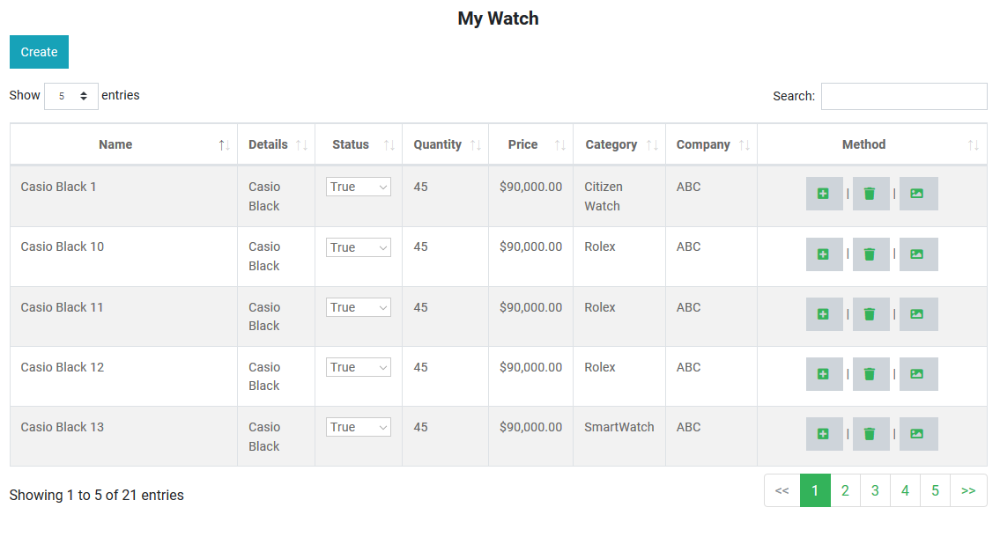 My Watch
Create
Show 5 entries Search:
Name Details Status Quantity Price Category Company Method
Casio Black 1 Casio Black True 45 $90,000.00 Citizen Watch ABC | |
Casio Black 10 Casio Black True 45 $90,000.00 Rolex ABC | |
Casio Black 11 Casio Black True 45 $90,000.00 Rolex ABC | |
Casio Black 12 Casio Black True 45 $90,000.00 Rolex ABC | |
Casio Black 13 Casio Black True 45 $90,000.00 SmartWatch ABC | |
Showing 1 to 5 of 21 entries << 1 2 3 4 5 >>